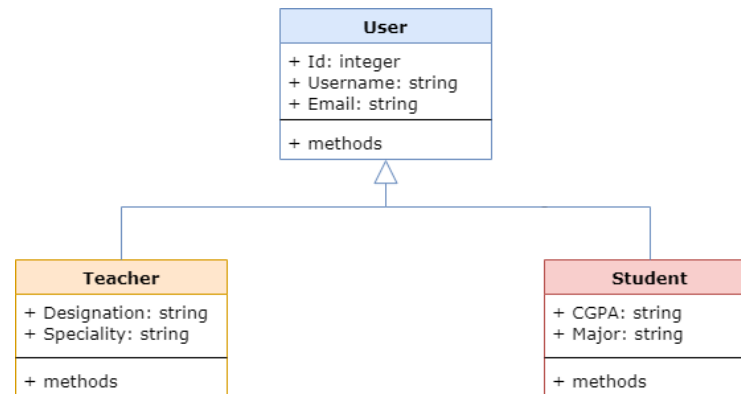 User
+ Id: integer
+ Username: string
+ Email: string
+ methods
Teacher
+ Designation: string
+ Speciality: string
+ methods
Student
+ CGPA: string
+ Major: string
+ methods